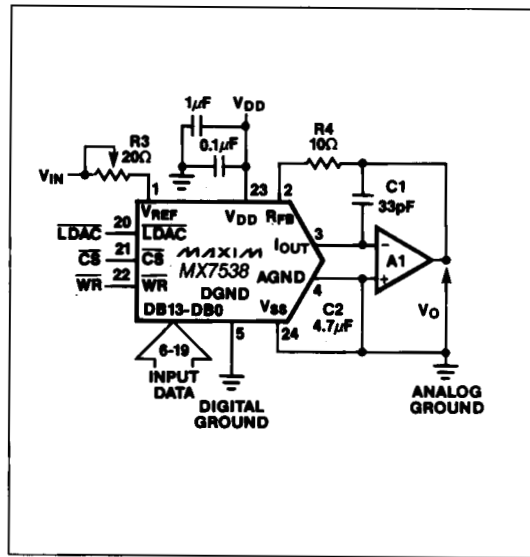 1µF
VDD
0.1µF
R3
20Ω
VIN
R4
10Ω
C1
33pF
1
23
2
VREF
VDD
RFB
20
LDAC
LDAC
IOUT
3
21
CS
CS
MAXIM
MX7538
A1
22
WR
WR
AGND
4
DGND
VSS
DB13-DB0
C2
4.7µF
VO
6-19
5
24
INPUT
DATA
DIGITAL
GROUND
ANALOG
GROUND
-
+